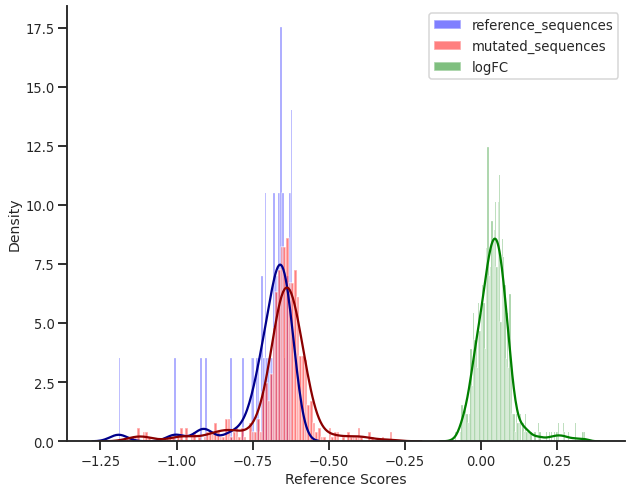 reference_sequences
mutated_sequences
logFC
17.5
15.0
12.5
10.0
7.5
5.0
2.5
0.0
Density
−1.25 −1.00 −0.75 −0.50 −0.25 0.00 0.25
Reference Scores